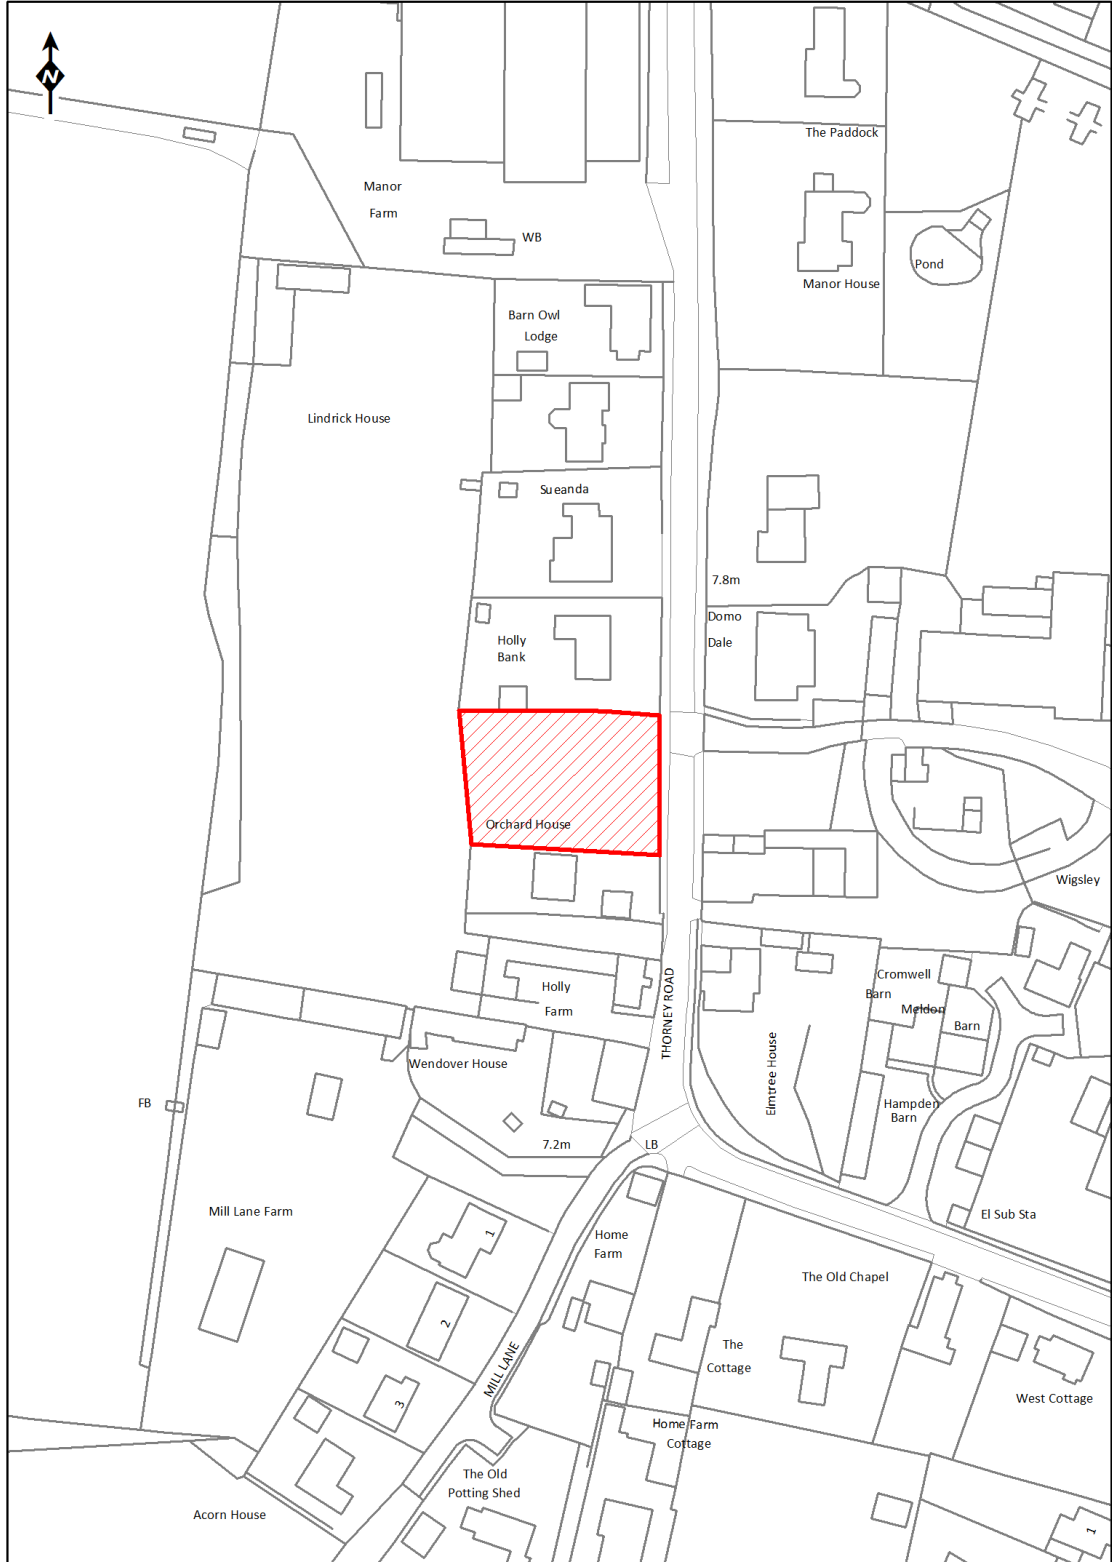 N
The Paddock
Manor
Farm
WB
Pond
Manor House
Barn Owl
Lodge
Lindrick House
Sueanda
7.8m
Domo
Dale
Holly
Bank
Orchard House
Wigsley
Cromwell
Barn
Meldon
Barn
Holly
Farm
THORNEY ROAD
Elmtree House
Wendover House
Hampden
Barn
FB
7.2m
LB
Mill Lane Farm
El Sub Sta
1
Home
Farm
The Old Chapel
2
The
Cottage
MILL LANE
3
West Cottage
Home Farm
Cottage
The Old
Potting Shed
Acorn House
1